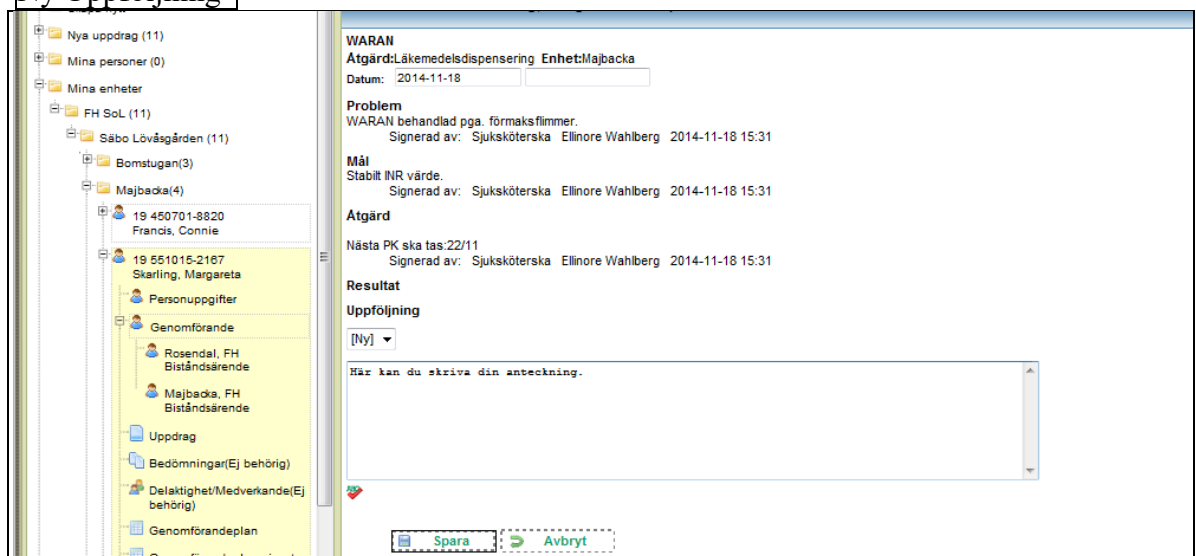 Ny Uppföljning
Nya uppdrag (11)
Mina personer (0)
Mina enheter
FH SoL (11)
Säbo Lövåsgården (11)
Bomstugan(3)
Majbacka(4)
19 450701-8820
Francis, Connie
19 551015-2167
Skarling, Margareta
Personuppgifter
Genomförande
Rosendal, FH
Biståndsärende
Majbacka, FH
Biståndsärende
Uppdrag
Bedömningar(Ej behörig)
Delaktighet/Medverkande(Ej
behörig)
Genomförandeplan
WARAN
Åtgärd:Läkemedelsdispensering Enhet:Majbacka
Datum: 2014-11-18
Problem
WARAN behandlad pga. förmaksflimmer.
Signerad av: Sjuksköterska Ellinore Wahlberg 2014-11-18 15:31
Mål
Stabilt INR värde.
Signerad av: Sjuksköterska Ellinore Wahlberg 2014-11-18 15:31
Åtgärd
Nästa PK ska tas:22/11
Signerad av: Sjuksköterska Ellinore Wahlberg 2014-11-18 15:31
Resultat
Uppföljning
[Ny]
Här kan du skriva din anteckning.
Spara Avbryt